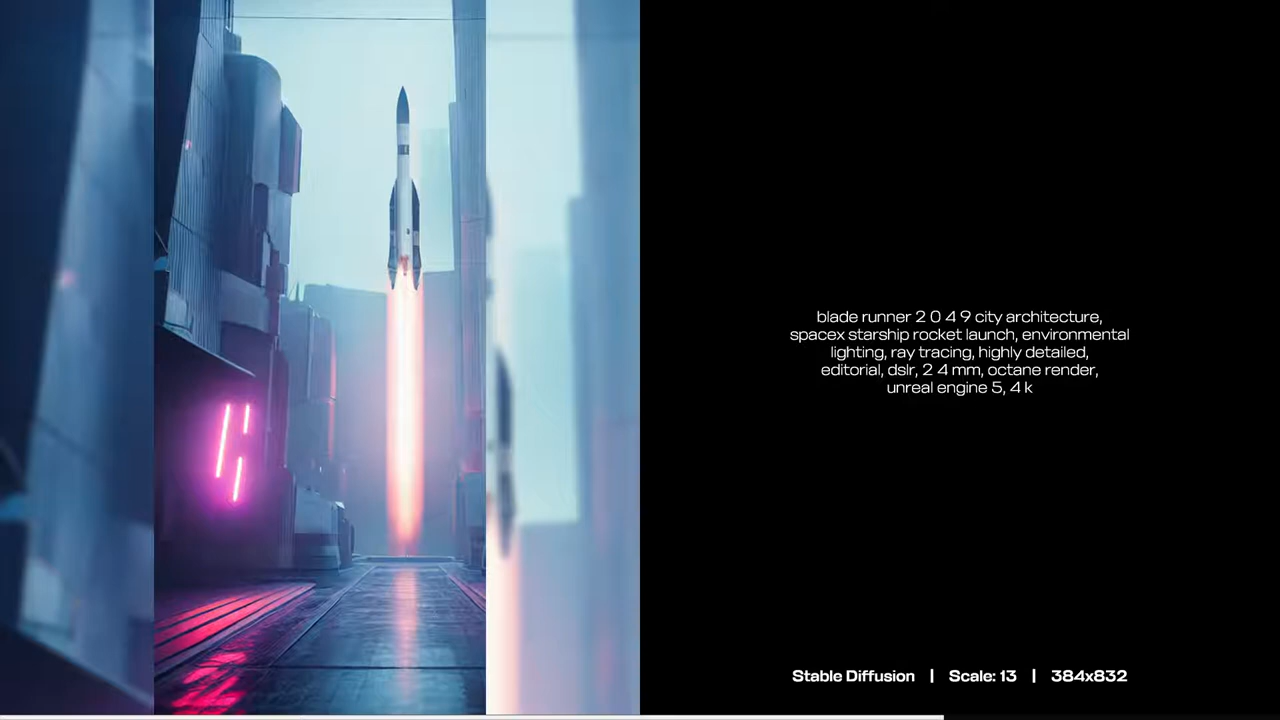 blade runner 2 0 4 9 city architecture,
spacex starship rocket launch, environmental
lighting, ray tracing, highly detailed,
editorial, dslr, 2 4 mm, octane render,
unreal engine 5, 4 k
Stable Diffusion | Scale: 13 | 384x832